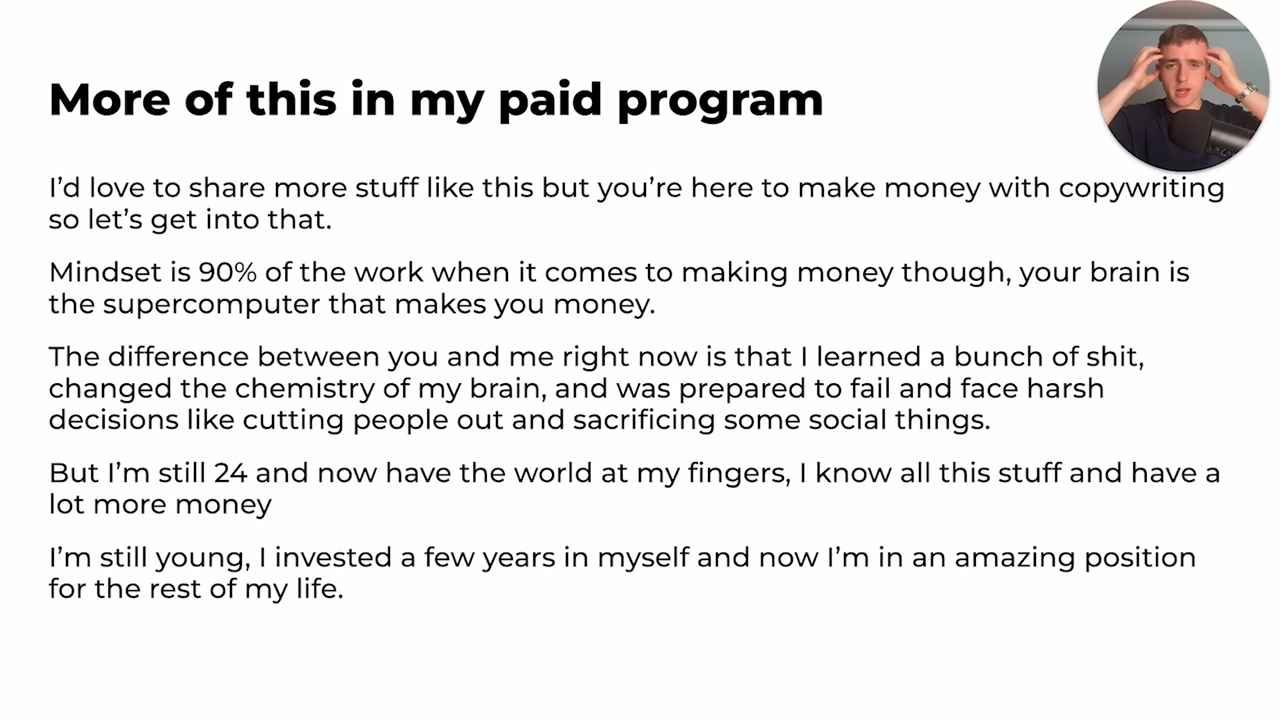 More of this in my paid program
I’d love to share more stuff like this but you’re here to make money with copywriting
so let’s get into that.
Mindset is 90% of the work when it comes to making money though, your brain is
the supercomputer that makes you money.
The difference between you and me right now is that I learned a bunch of shit,
changed the chemistry of my brain, and was prepared to fail and face harsh
decisions like cutting people out and sacrificing some social things.
But I’m still 24 and now have the world at my fingers, I know all this stuff and have a
lot more money
I’m still young, I invested a few years in myself and now I’m in an amazing position
for the rest of my life.